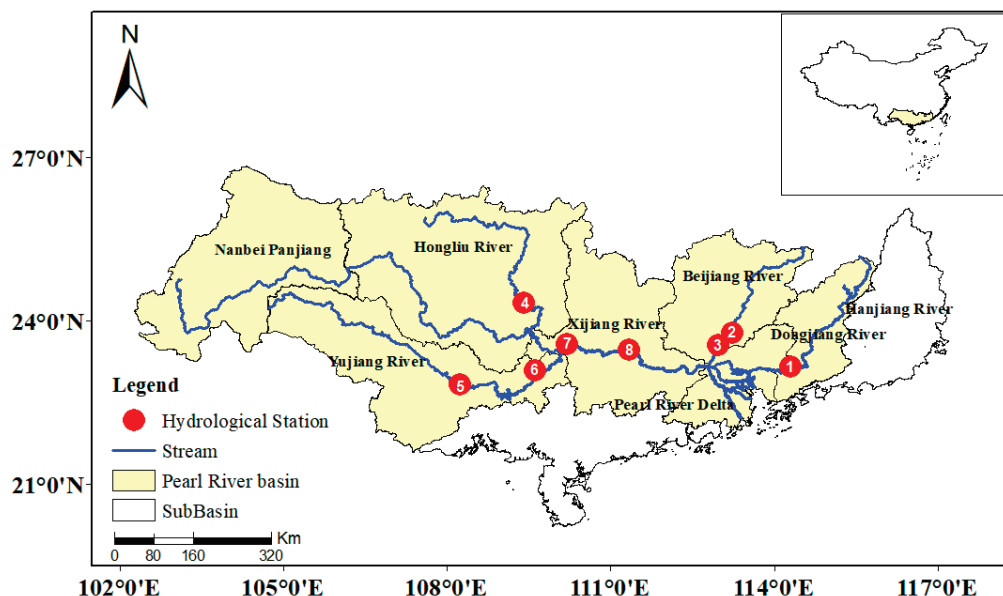 N
27°0'N
24°0'N
21°0'N
Nanbei Panjiang
Hongliu River
Beijiang River
Hanjiang River
Dongjiang River
Xijiang River
Yujiang River
Pearl River Delta
4
2
3
7
8
6
5
1
Legend
Hydrological Station
Stream
Pearl River basin
SubBasin
Km
0 80 160 320
102°0'E 105°0'E 108°0'E 111°0'E 114°0'E 117°0'E